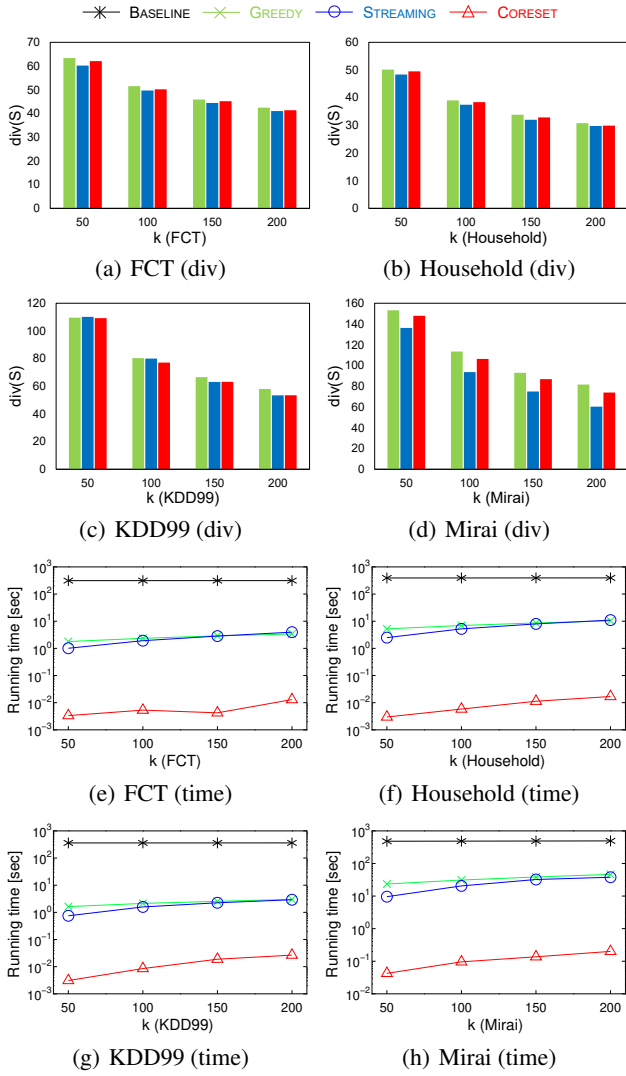 BASELINE GREEDY STREAMING CORESET
div(S)
70
60
50
40
30
20
10
0
50 100 150 200
k (FCT)
(a) FCT (div)
div(S)
60
50
40
30
20
10
0
50 100 150 200
k (Household)
(b) Household (div)
div(S)
120
100
80
60
40
20
0
50 100 150 200
k (KDD99)
(c) KDD99 (div)
div(S)
160
140
120
100
80
60
40
20
0
50 100 150 200
k (Mirai)
(d) Mirai (div)
Running time [sec]
10³
10²
10¹
10⁰
10⁻¹
10⁻²
10⁻³
50 100 150 200
k (FCT)
(e) FCT (time)
Running time [sec]
10³
10²
10¹
10⁰
10⁻¹
10⁻²
10⁻³
50 100 150 200
k (Household)
(f) Household (time)
Running time [sec]
10³
10²
10¹
10⁰
10⁻¹
10⁻²
10⁻³
50 100 150 200
k (KDD99)
(g) KDD99 (time)
Running time [sec]
10³
10²
10¹
10⁰
10⁻¹
10⁻²
50 100 150 200
k (Mirai)
(h) Mirai (time)